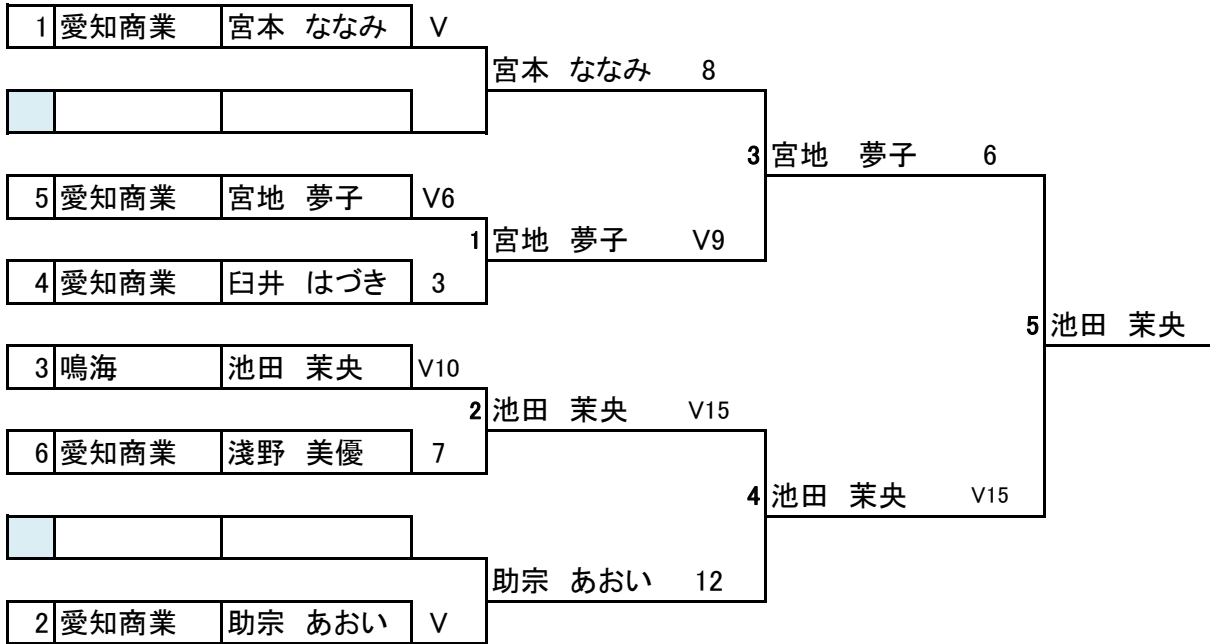 1 愛知商業 宮本 ななみ V
宮本 ななみ 8
3 宮地 夢子 6
5 愛知商業 宮地 夢子 V6
1 宮地 夢子 V9
4 愛知商業 臼井 はづき 3
5 池田 茉央
3 鳴海 池田 茉央 V10
2 池田 茉央 V15
6 愛知商業 淺野 美優 7
4 池田 茉央 V15
助宗 あおい 12
2 愛知商業 助宗 あおい V